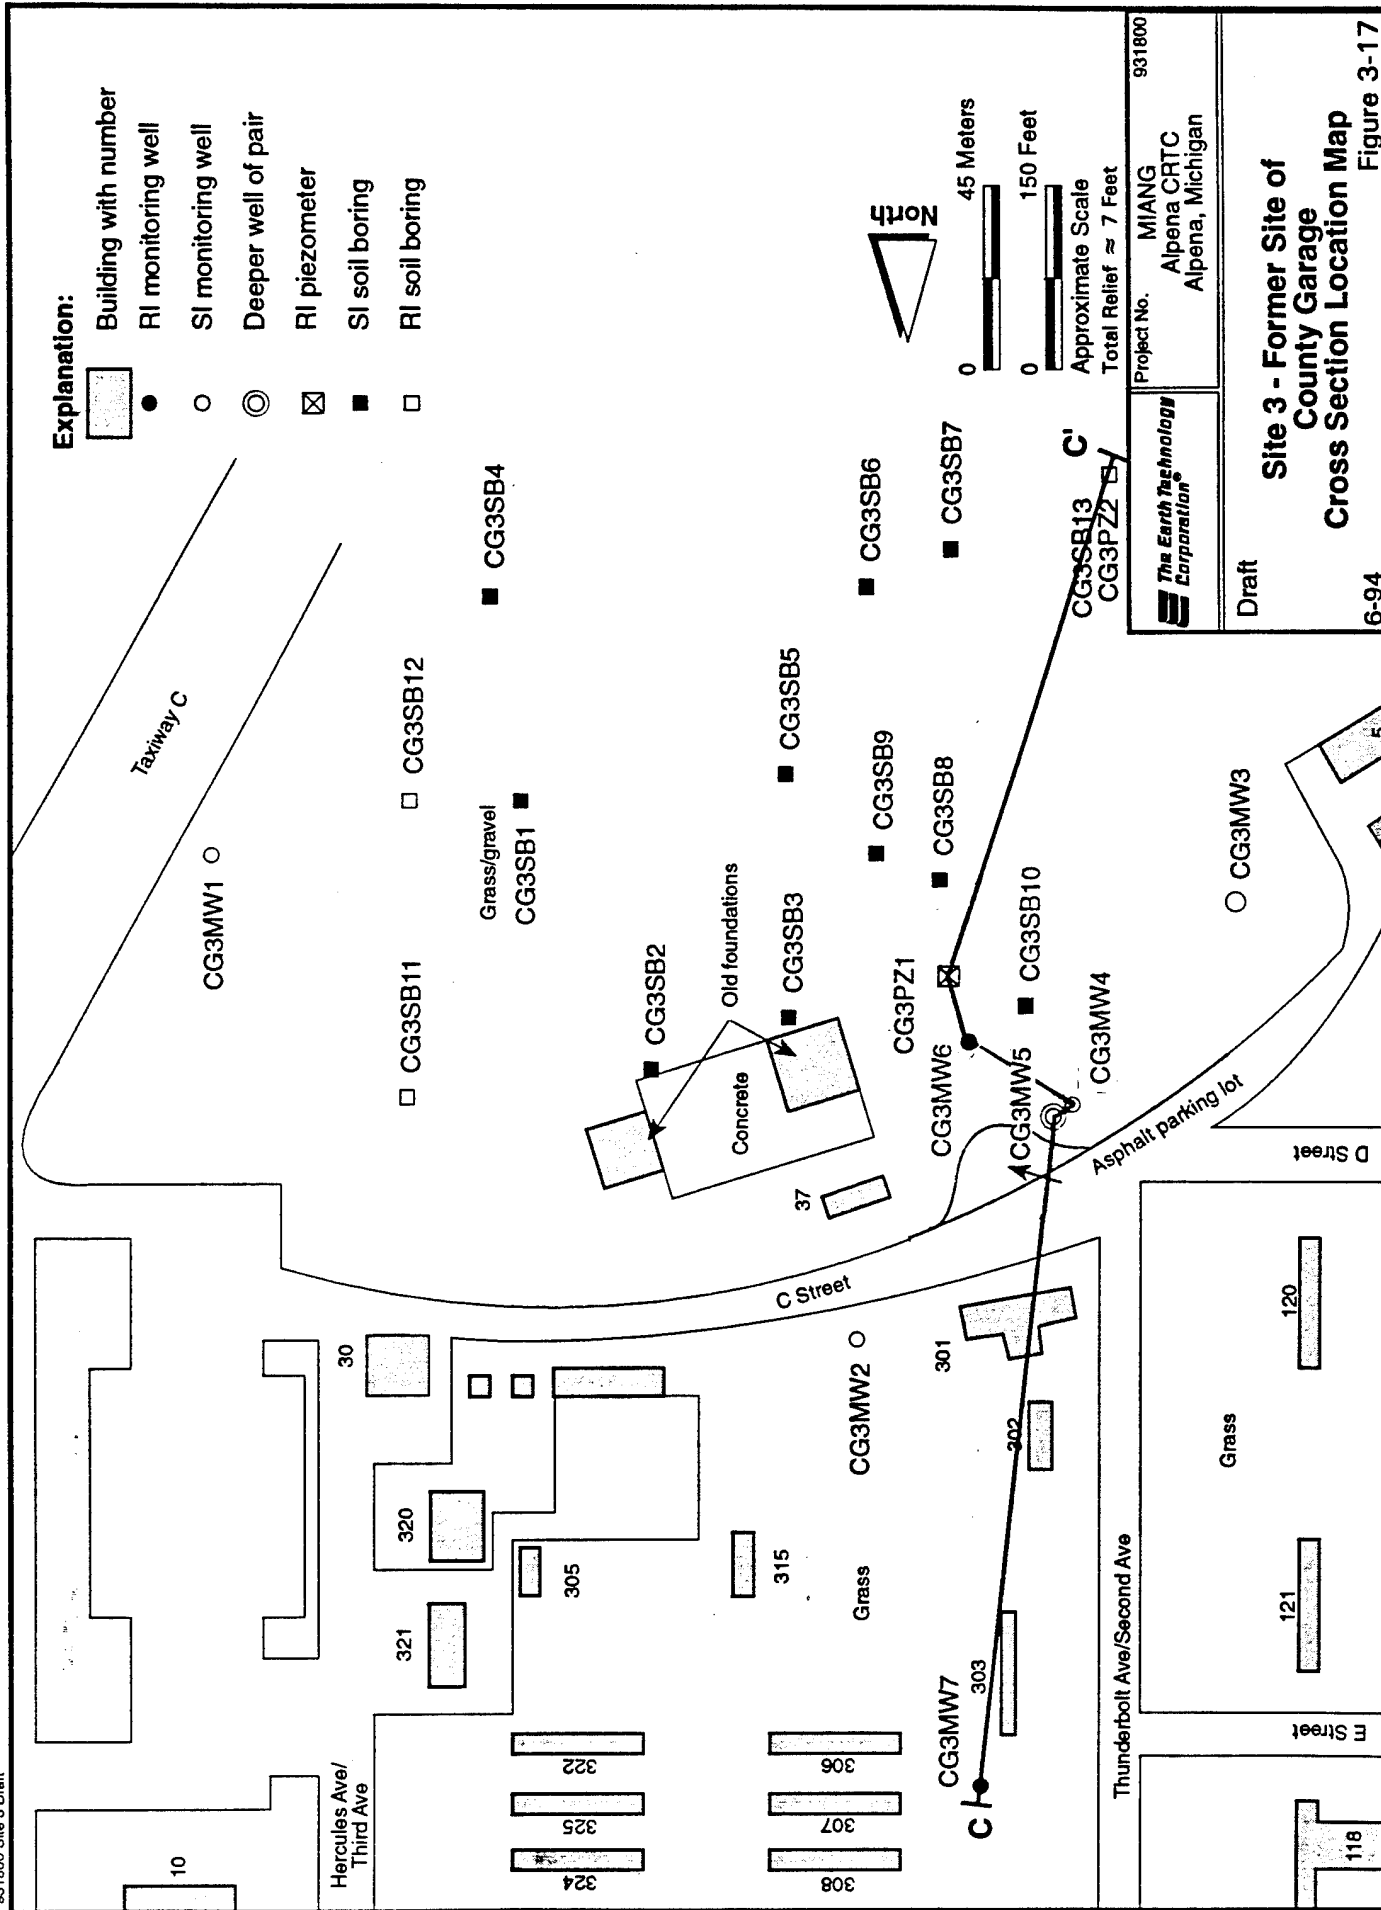 Explanation:
Building with number
RI monitoring well
SI monitoring well
Deeper well of pair
RI piezometer
SI soil boring
RI soil boring
Taxiway C
CG3MW1
CG3SB11
CG3SB12
Grass/gravel
CG3SB1
CG3SB4
CG3SB2
Old foundations
CG3SB3
CG3SB5
CG3SB6
CG3SB7
CG3SB9
CG3SB8
Concrete
37
CG3PZ1
CG3MW6
CG3MW5
CG3SB10
CG3MW4
CG3MW3
CG3SB13
CG3PZ2
C'
Asphalt parking lot
C Street
D Street
E Street
30
320
321
305
315
322
325
324
306
307
308
10
Hercules Ave/
Third Ave
Grass
CG3MW2
301
302
303
CG3MW7
C
Thunderbolt Ave/Second Ave
Grass
120
121
118
5
North
0 45 Meters
0 150 Feet
Approximate Scale
Total Relief ≈ 7 Feet
The Earth Technology
Corporation®
Project No. 931800
MIANG
Alpena CRTC
Alpena, Michigan
Draft
Site 3 - Former Site of
County Garage
Cross Section Location Map
6-94
Figure 3-17